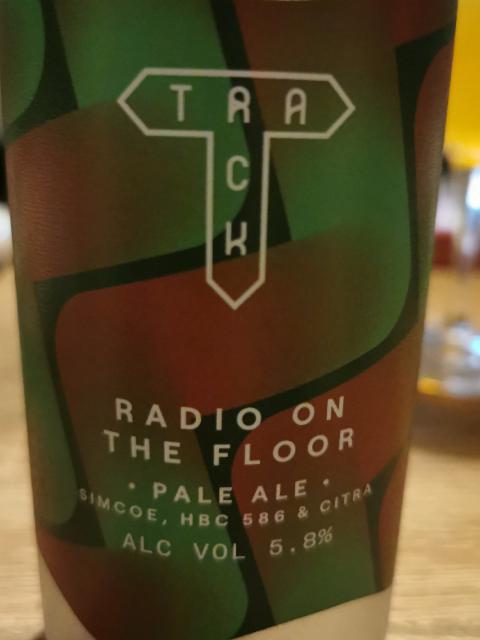 TRA
C
K
RADIO ON
THE FLOOR
• PALE ALE •
SIMCOE, HBC 586 & CITRA
ALC VOL 5.8%